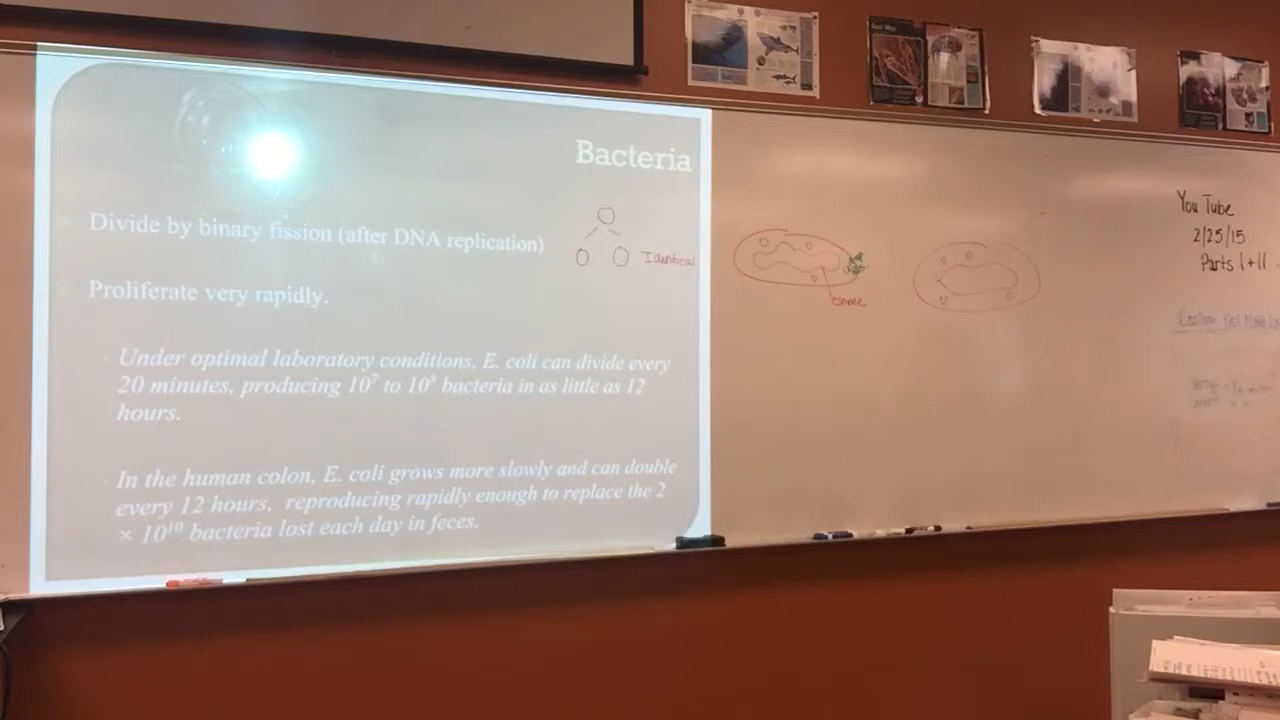 Bacteria
Divide by binary fission (after DNA replication)
Identical
Proliferate very rapidly.
Under optimal laboratory conditions, E. coli can divide every
20 minutes, producing 10⁷ to 10⁸ bacteria in as little as 12
hours.
In the human colon, E. coli grows more slowly and can double
every 12 hours, reproducing rapidly enough to replace the 2
× 10¹⁰ bacteria lost each day in feces.
csome
You Tube
2/25/15
Parts I + II